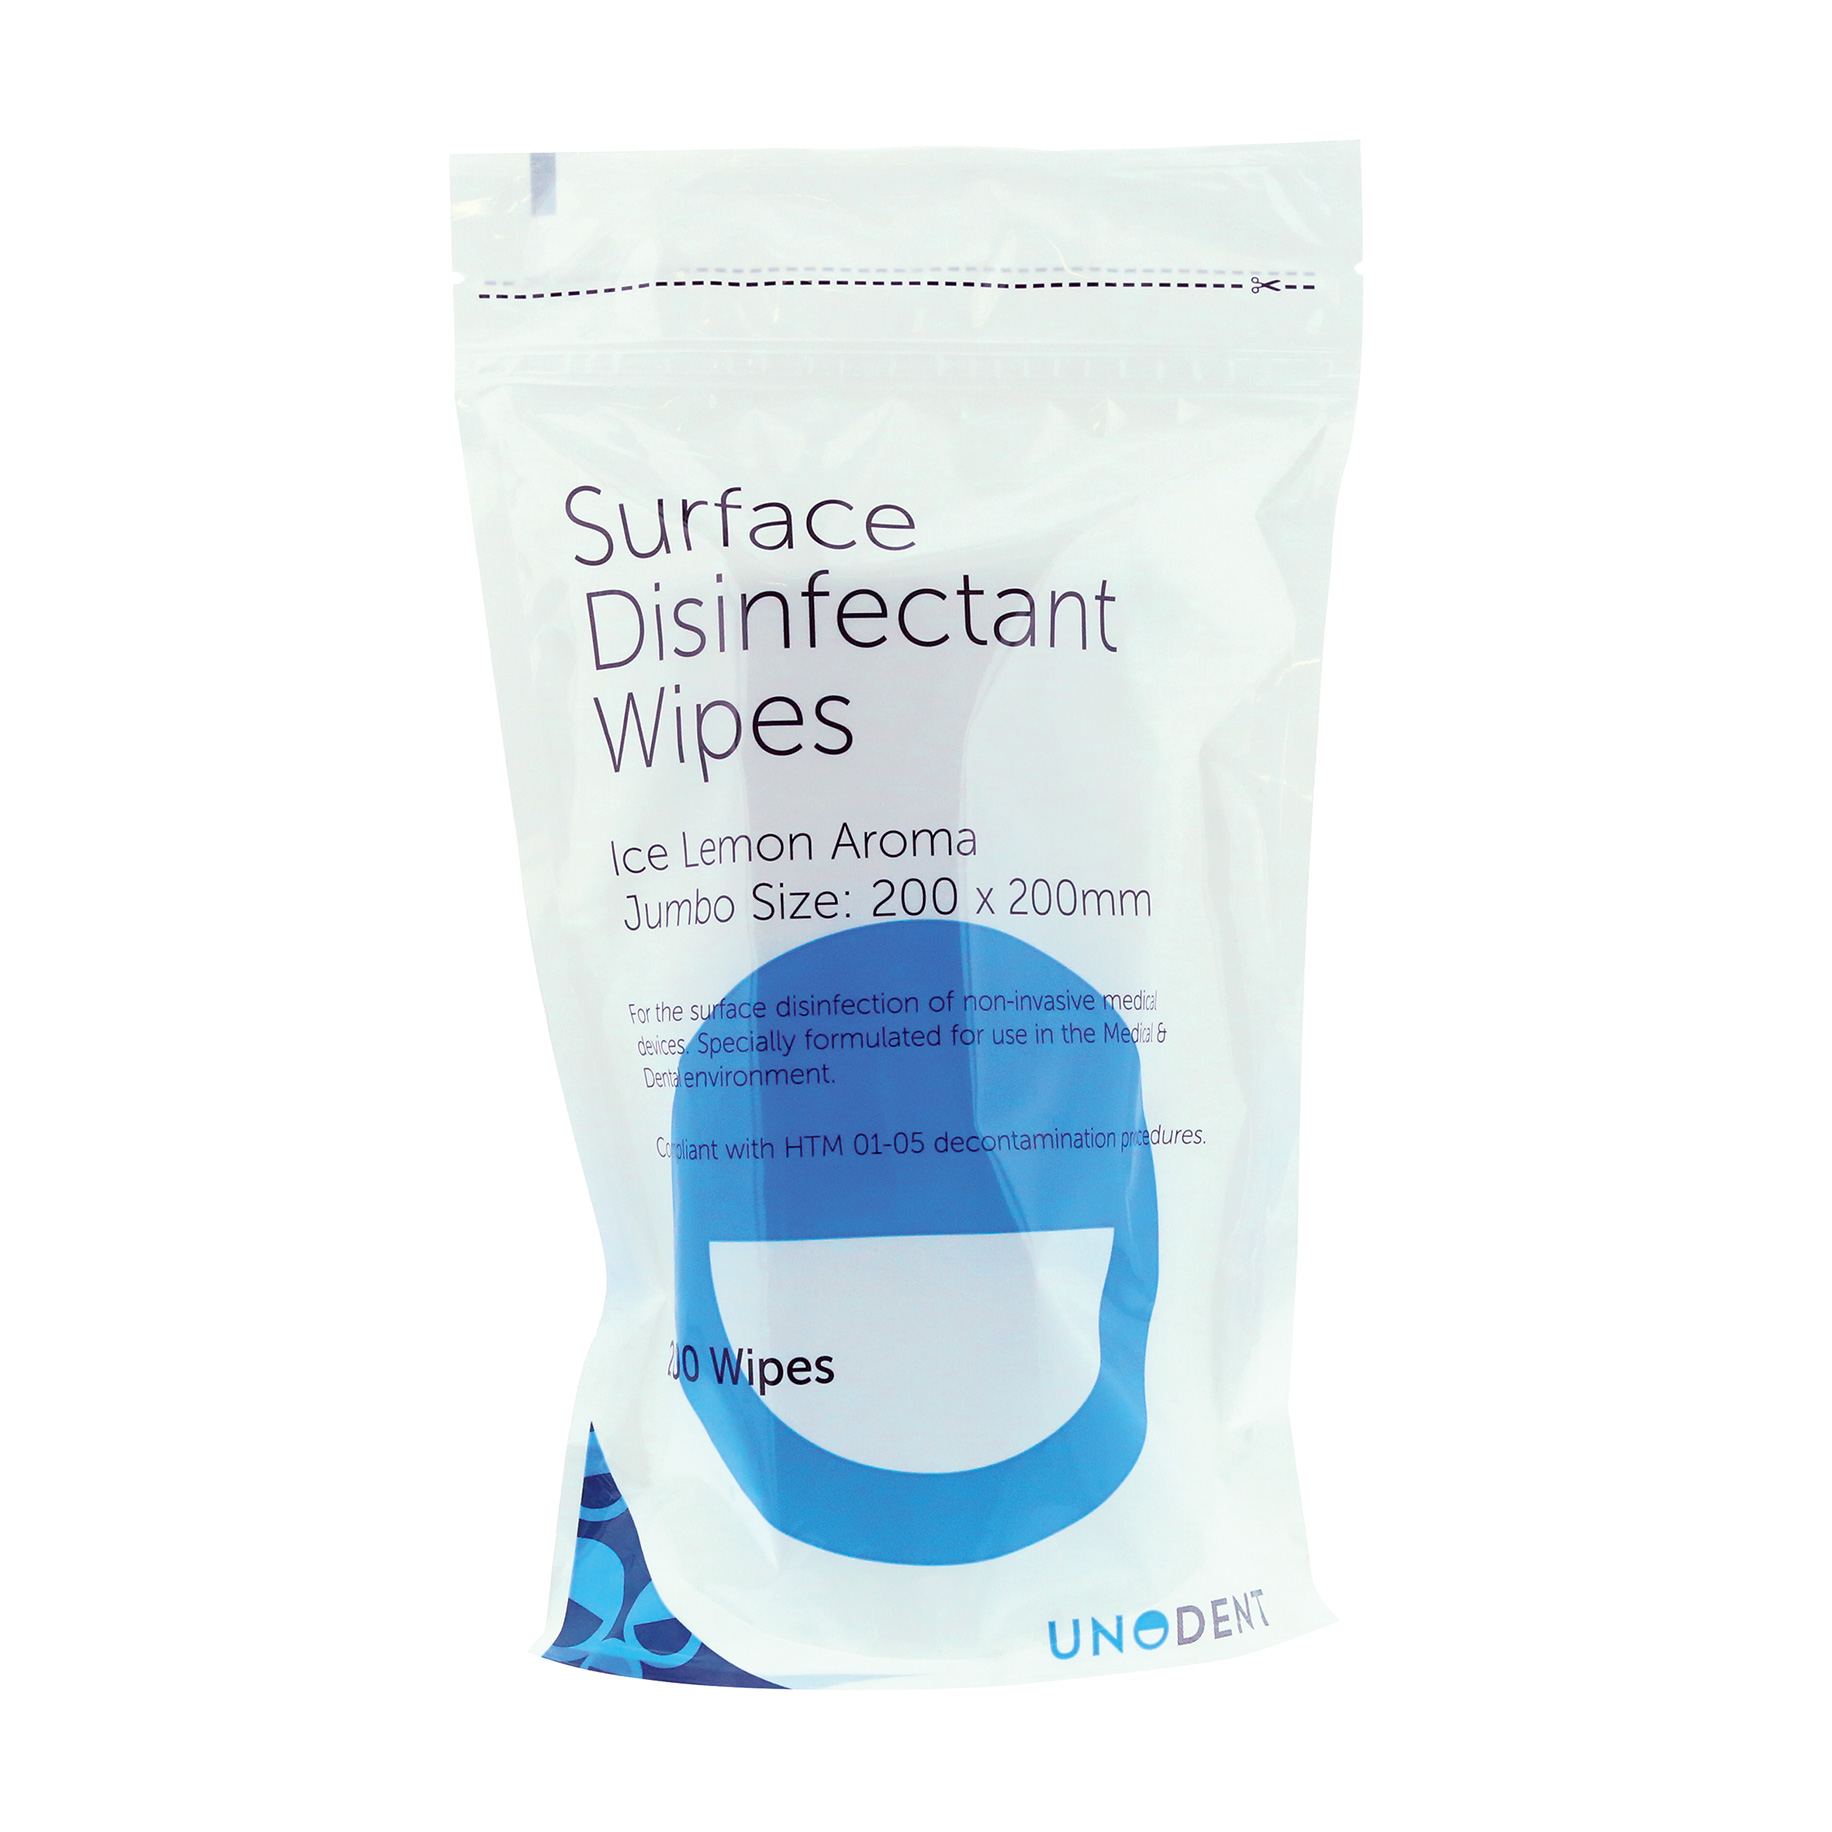 Surface
Disinfectant
Wipes
Ice Lemon Aroma
Jumbo Size: 200 x 200mm
For the surface disinfection of non-invasive medical
devices. Specially formulated for use in the Medical &
Dental environment.
Compliant with HTM 01-05 decontamination procedures.
200 Wipes
UNODENT